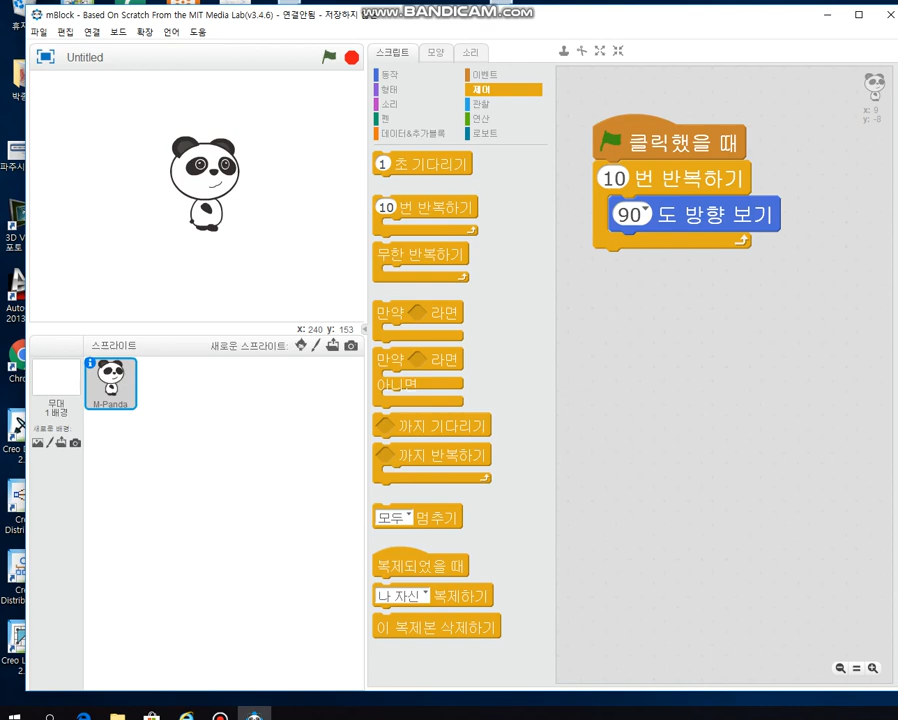 www.BANDICAM.com
mBlock - Based On Scratch From the MIT Media Lab(v3.4.6) - 연결안됨 - 저장하지
파일 편집 연결 보드 확장 언어 도움
Untitled
스크립트 모양 소리
동작 이벤트
형태 제어
소리 관찰
펜 연산
데이터&추가블록 로보트
1 초 기다리기
10 번 반복하기
무한 반복하기
만약 라면
만약 라면
아니면
까지 기다리기
까지 반복하기
모두 멈추기
복제되었을 때
나 자신 복제하기
이 복제본 삭제하기
클릭했을 때
10 번 반복하기
90 도 방향 보기
x: 9
y: -8
x: 240 y: 153
스프라이트 새로운 스프라이트:
무대
1 배경
새로운 배경:
M-Panda
파주시
3D V
포토
Auto
2013
Chro
Creo L
2.
Creo
Distri
Cre
Distrib
Creo L
2.